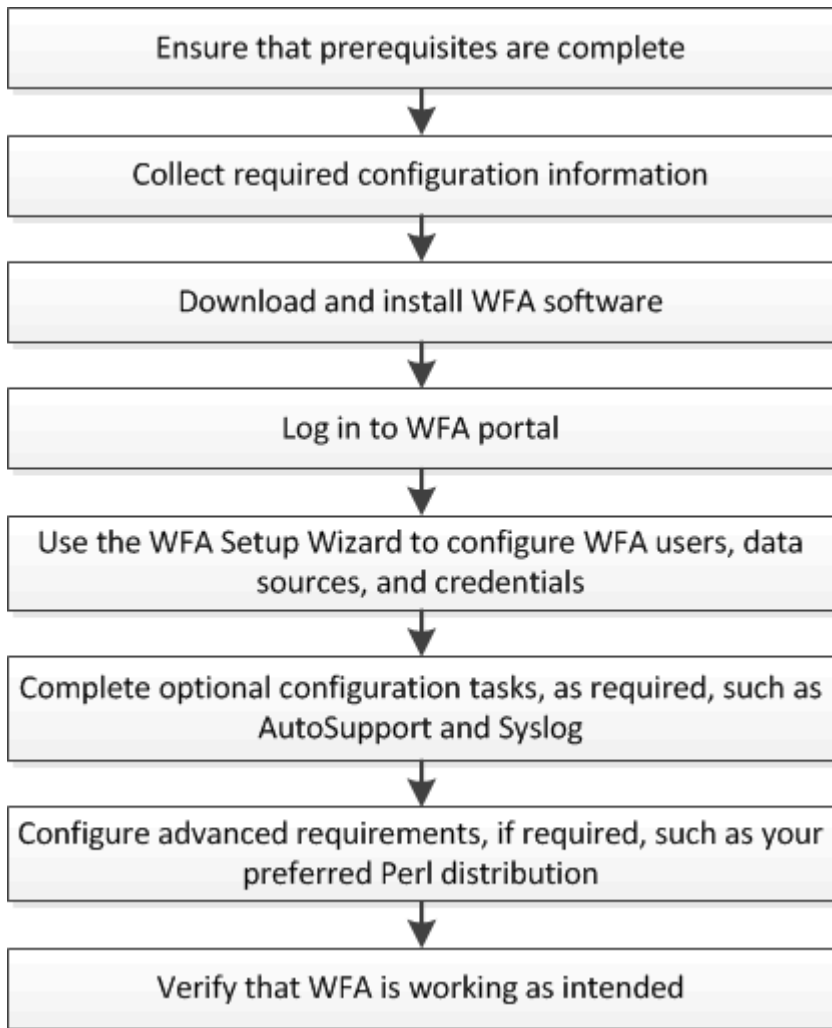 Ensure that prerequisites are complete
Collect required configuration information
Download and install WFA software
Log in to WFA portal
Use the WFA Setup Wizard to configure WFA users, data
sources, and credentials
Complete optional configuration tasks, as required, such as
AutoSupport and Syslog
Configure advanced requirements, if required, such as your
preferred Perl distribution
Verify that WFA is working as intended